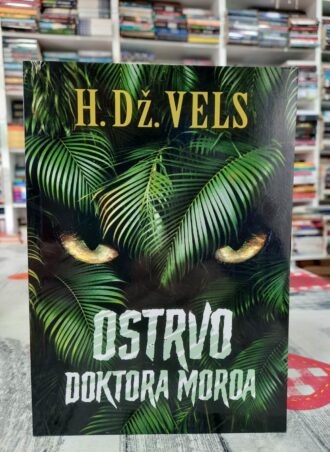 H. Dž. VELS
OSTRVO
DOKTORA MOROA